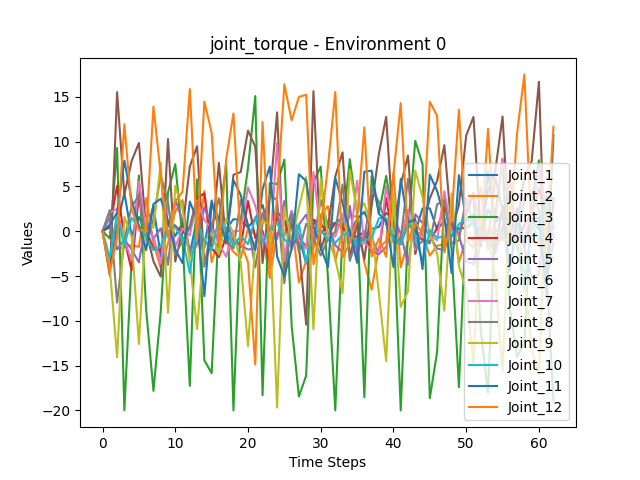 joint_torque - Environment 0
Values
15
10
5
0
−5
−10
−15
−20
0
10
20
30
40
50
60
Time Steps
Joint_1
Joint_2
Joint_3
Joint_4
Joint_5
Joint_6
Joint_7
Joint_8
Joint_9
Joint_10
Joint_11
Joint_12